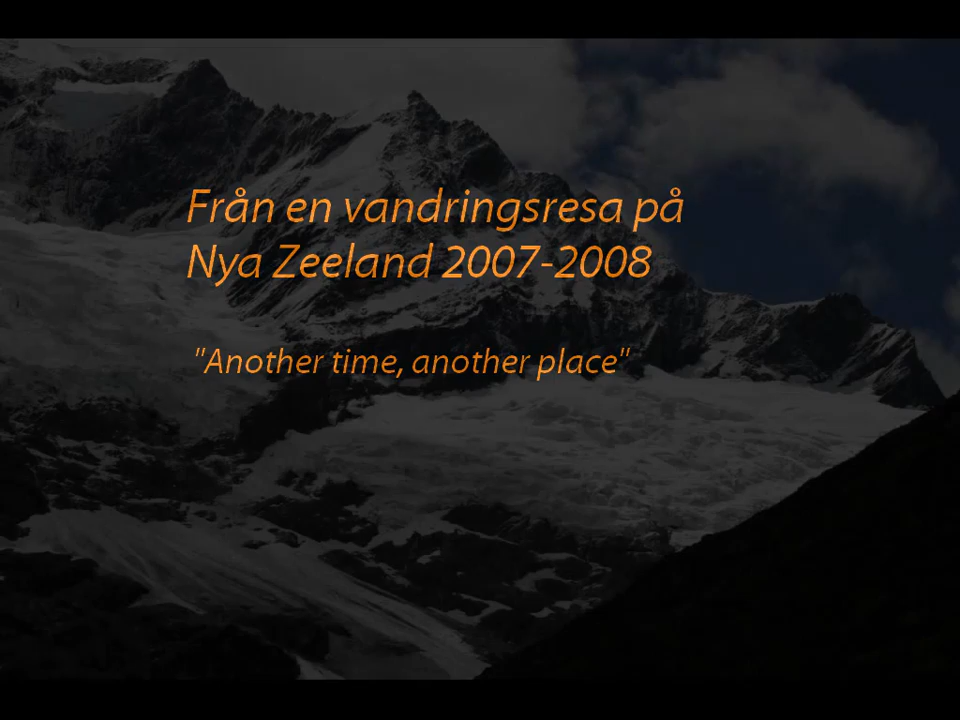 Från en vandringsresa på
Nya Zeeland 2007-2008
"Another time, another place"